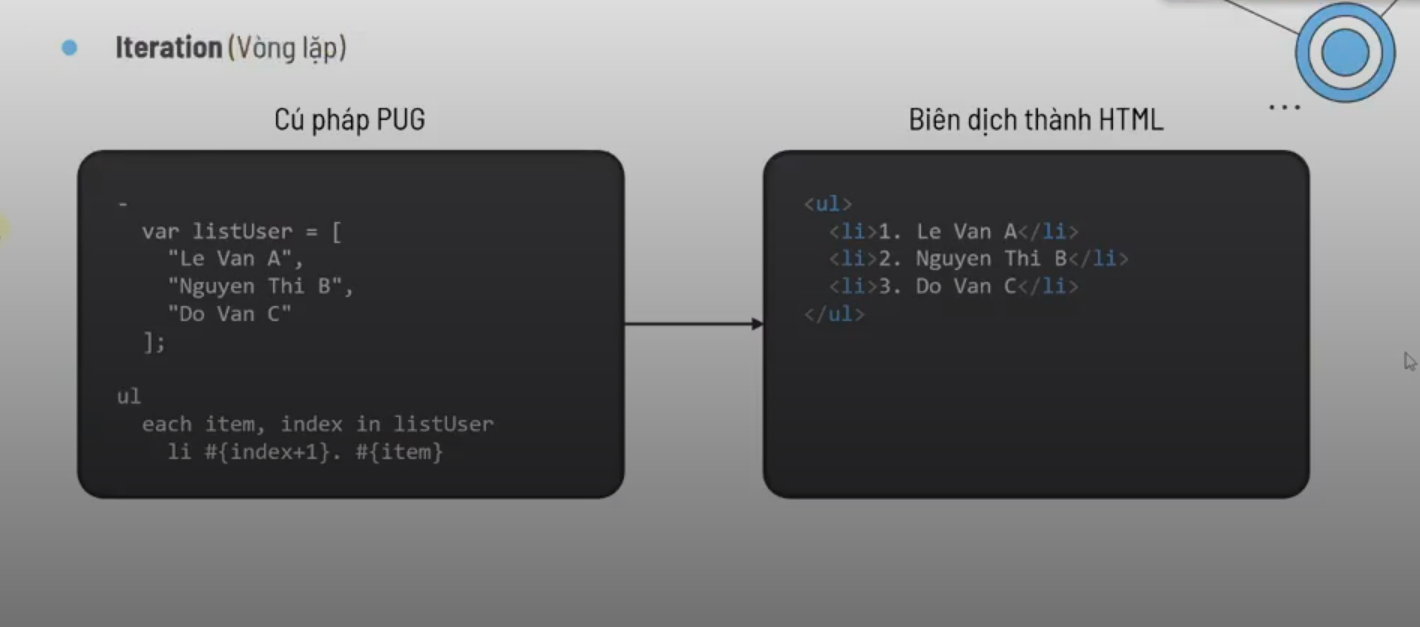 Iteration (Vòng lặp)
Cú pháp PUG
-
var listUser = [
"Le Van A",
"Nguyen Thi B",
"Do Van C"
];
ul
each item, index in listUser
li #{index+1}. #{item}
Biên dịch thành HTML
...
<ul>
<li>1. Le Van A</li>
<li>2. Nguyen Thi B</li>
<li>3. Do Van C</li>
</ul>